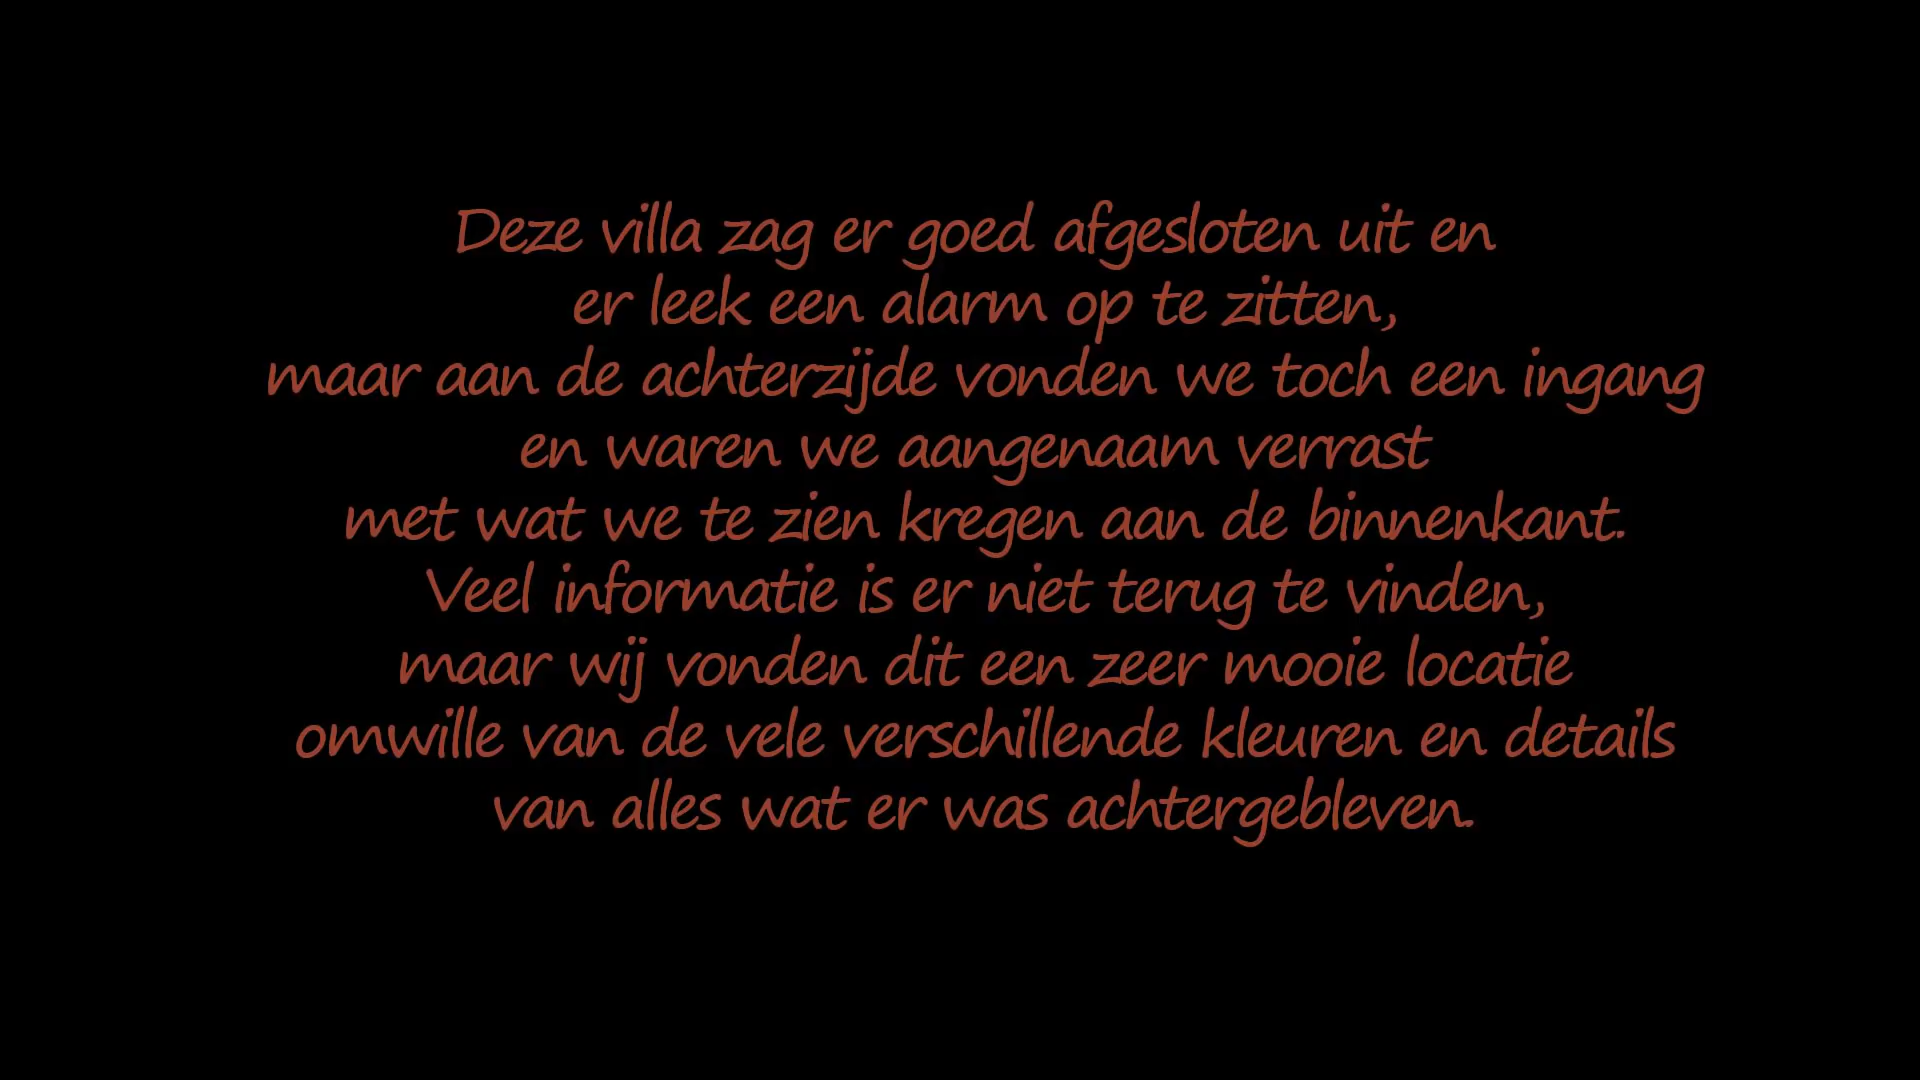 Deze villa zag er goed afgesloten uit en
er leek een alarm op te zitten,
maar aan de achterzijde vonden we toch een ingang
en waren we aangenaam verrast
met wat we te zien kregen aan de binnenkant.
Veel informatie is er niet terug te vinden,
maar wij vonden dit een zeer mooie locatie
omwille van de vele verschillende kleuren en details
van alles wat er was achtergebleven.